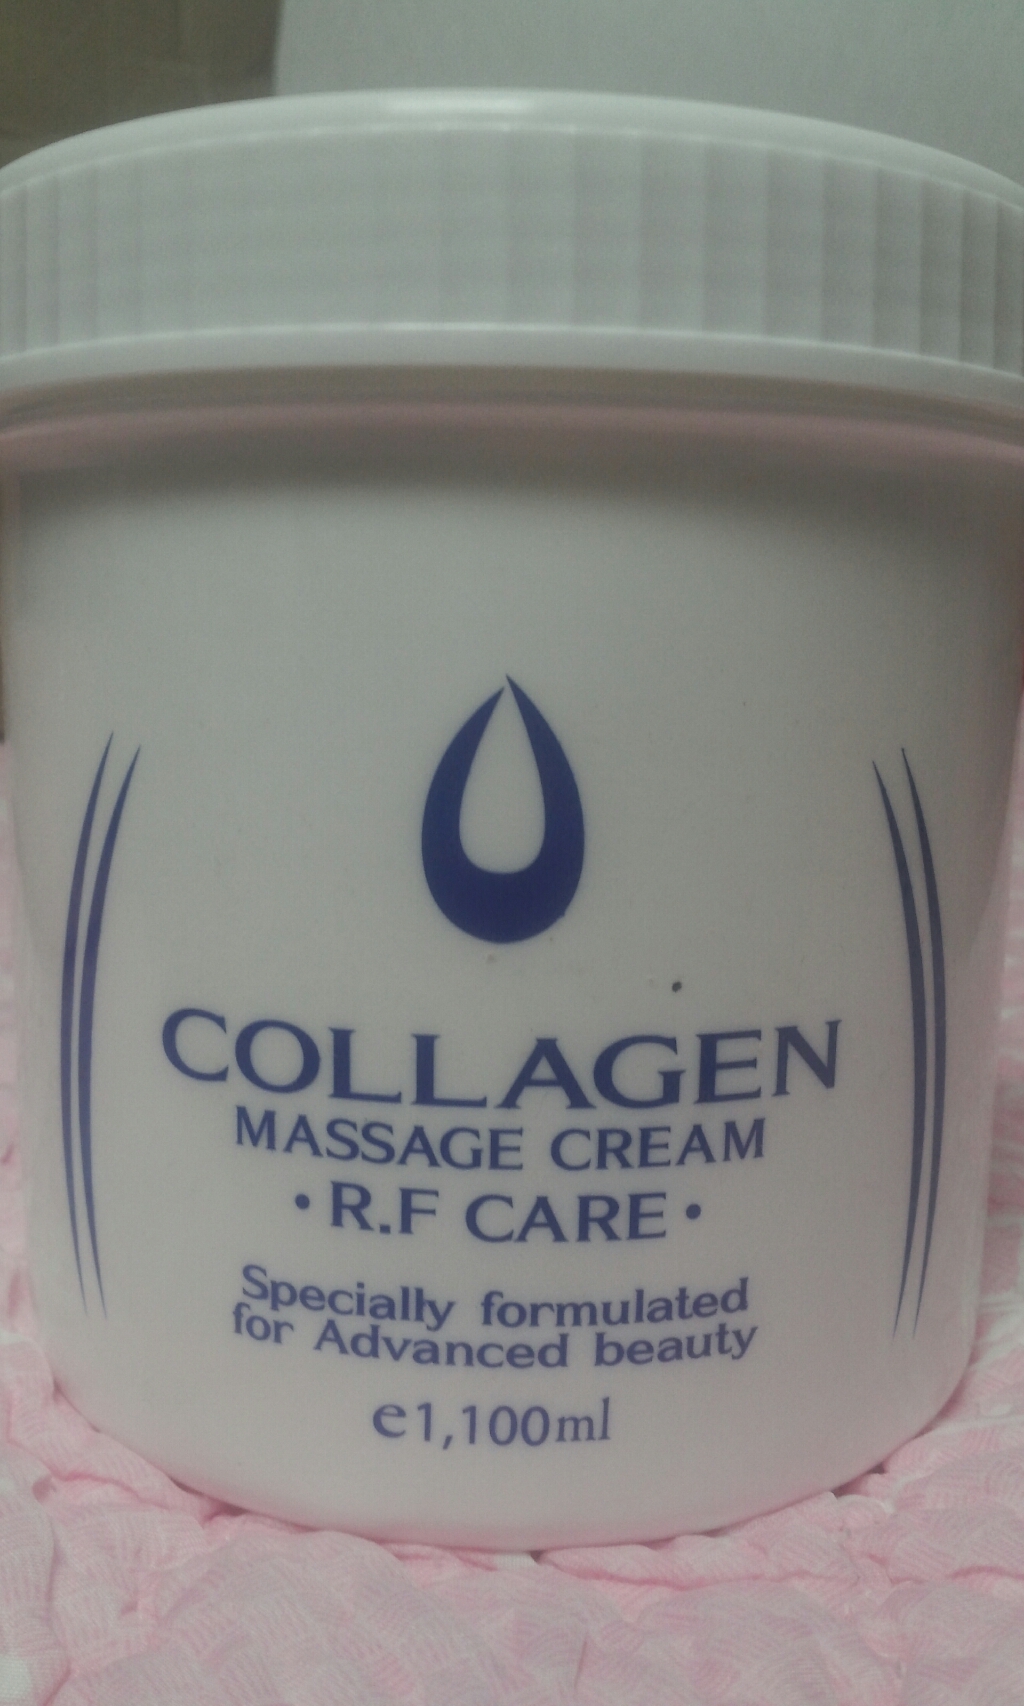 COLLAGEN
MASSAGE CREAM
• R.F CARE •
Specially formulated
for Advanced beauty
e1,100ml